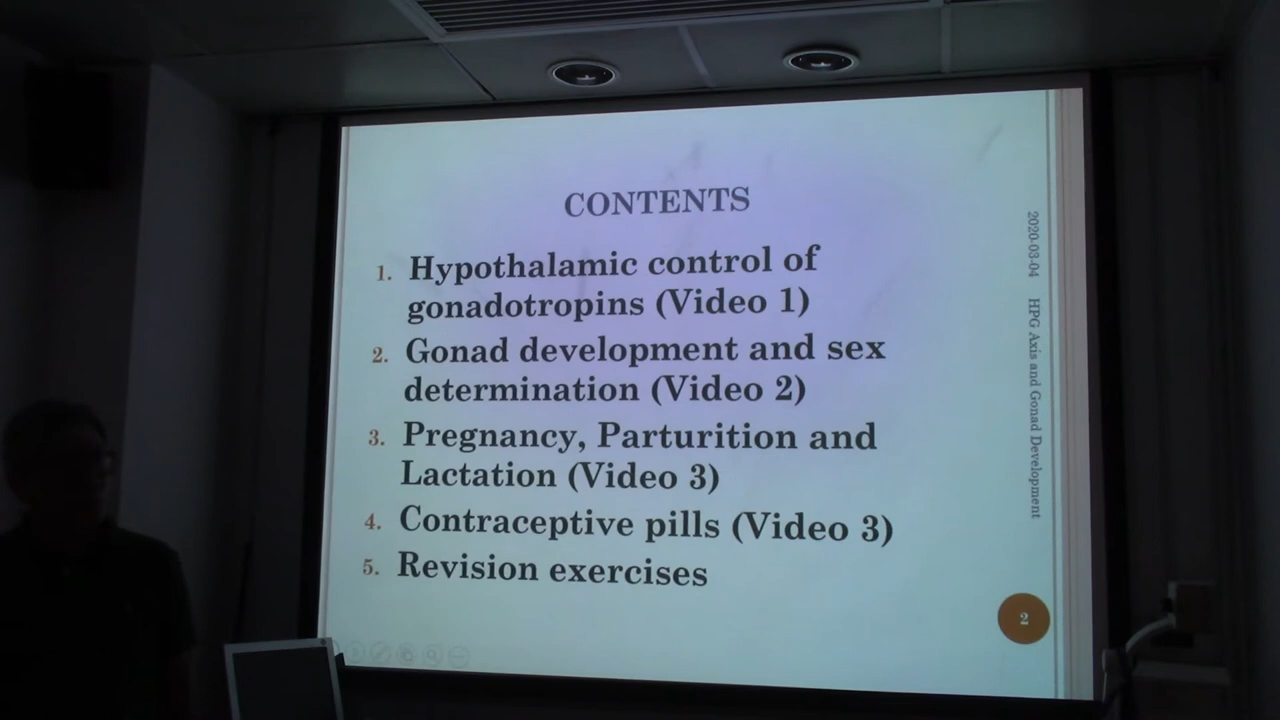 CONTENTS
1. Hypothalamic control of
gonadotropins (Video 1)
2. Gonad development and sex
determination (Video 2)
3. Pregnancy, Parturition and
Lactation (Video 3)
4. Contraceptive pills (Video 3)
5. Revision exercises
2020-03-04 HPG Axis and Gonad Development
2